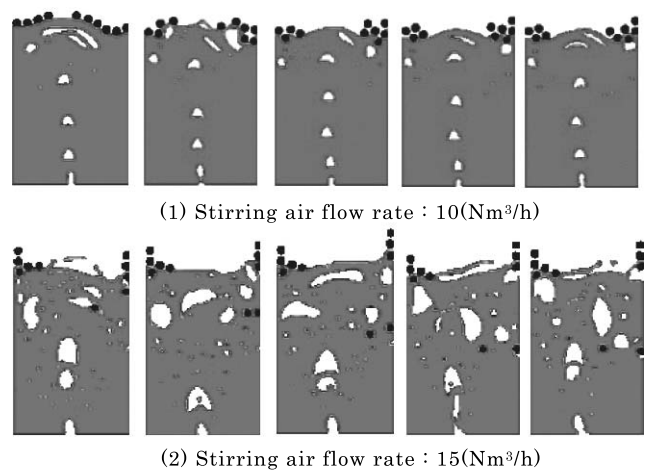 (1) Stirring air flow rate : 10(Nm³/h)
(2) Stirring air flow rate : 15(Nm³/h)